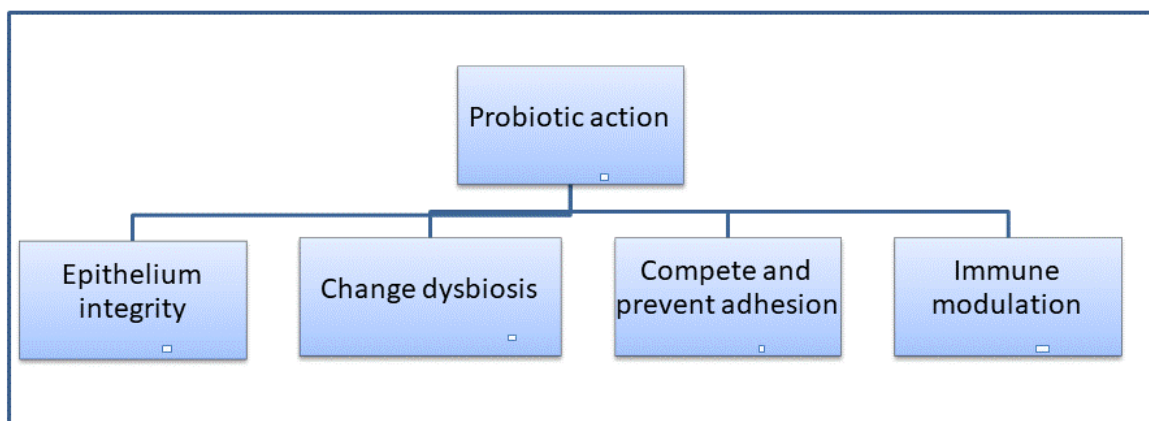 Probiotic action
Epithelium
integrity
Change dysbiosis
Compete and
prevent adhesion
Immune
modulation